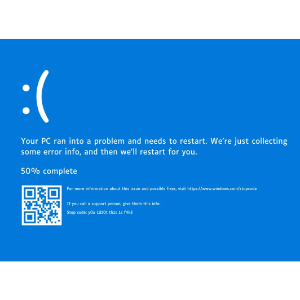 :(
Your PC ran into a problem and needs to restart. We're just collecting
some error info, and then we'll restart for you.
50% complete
For more information about this issue and possible fixes, visit https://www.windows.com/stopcode
If you call a support person, give them this info:
Stop code: